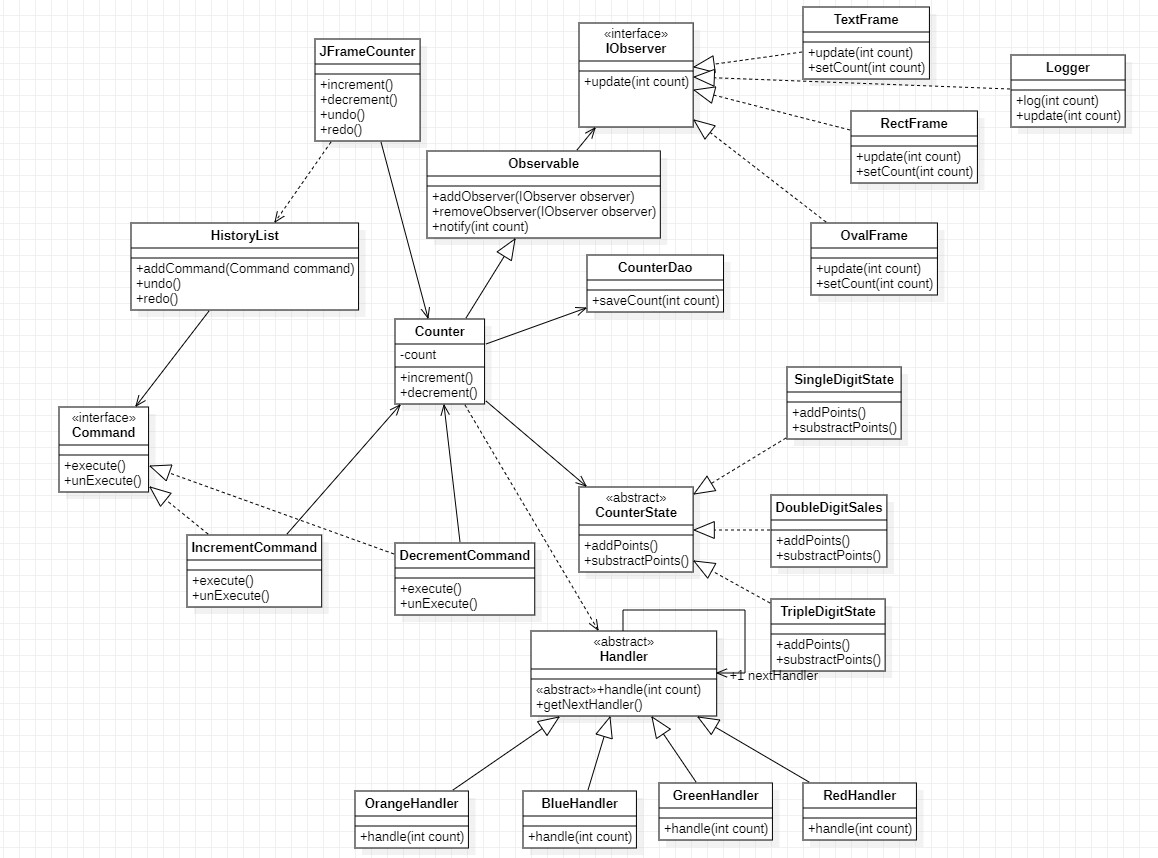 TextFrame
+update(int count)
+setCount(int count)
«interface»
IObserver
+update(int count)
JFrameCounter
+increment()
+decrement()
+undo()
+redo()
Logger
+log(int count)
+update(int count)
RectFrame
+update(int count)
+setCount(int count)
Observable
+addObserver(IObserver observer)
+removeObserver(IObserver observer)
+notify(int count)
HistoryList
+addCommand(Command command)
+undo()
+redo()
OvalFrame
+update(int count)
+setCount(int count)
CounterDao
+saveCount(int count)
Counter
-count
+increment()
+decrement()
SingleDigitState
+addPoints()
+substractPoints()
«interface»
Command
+execute()
+unExecute()
«abstract»
CounterState
+addPoints()
+substractPoints()
DoubleDigitSales
+addPoints()
+substractPoints()
IncrementCommand
+execute()
+unExecute()
DecrementCommand
+execute()
+unExecute()
TripleDigitState
+addPoints()
+substractPoints()
«abstract»
Handler
«abstract»+handle(int count)
+getNextHandler()
+1 nextHandler
OrangeHandler
+handle(int count)
BlueHandler
+handle(int count)
GreenHandler
+handle(int count)
RedHandler
+handle(int count)